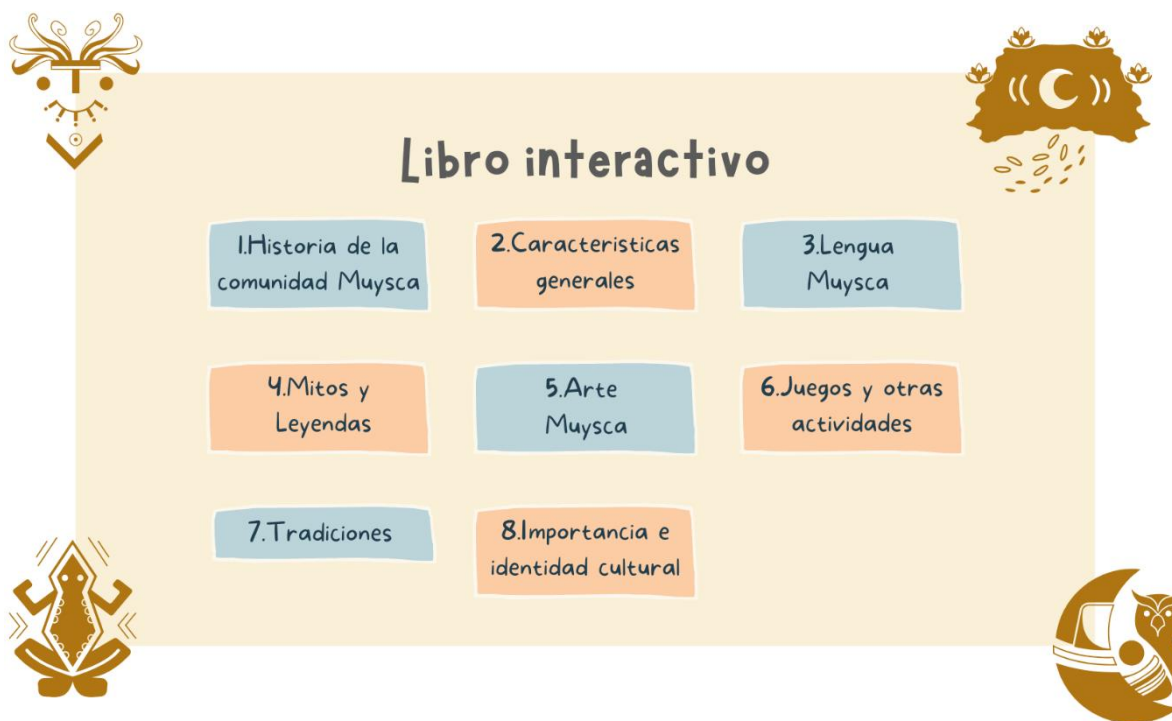 Libro interactivo
1.Historia de la
comunidad Muysca
2.Caracteristicas
generales
3.Lengua
Muysca
4.Mitos y
Leyendas
5.Arte
Muysca
6.Juegos y otras
actividades
7.Tradiciones
8.Importancia e
identidad cultural